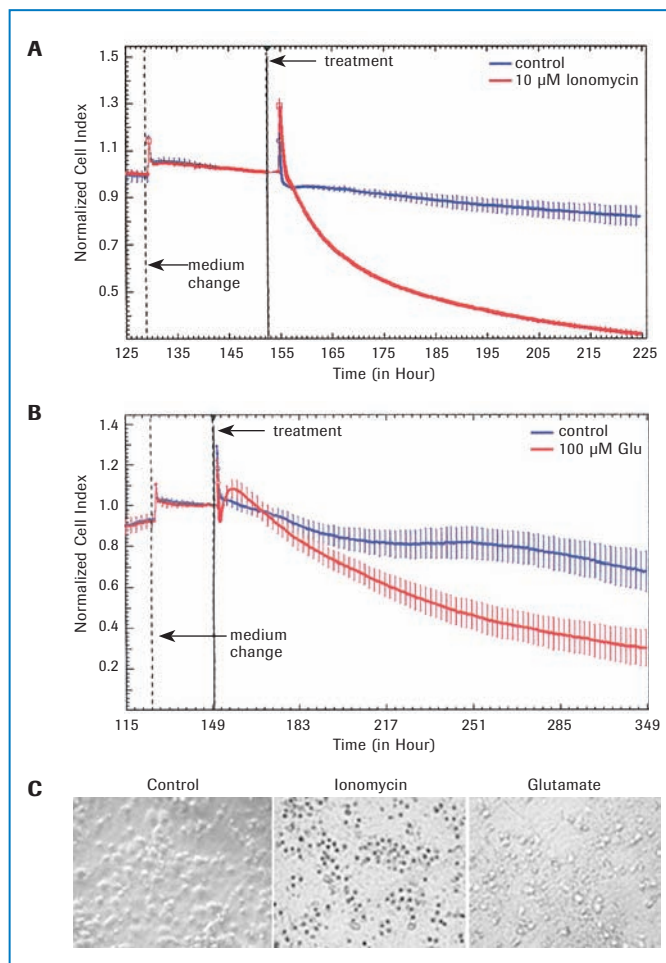 A
1.5
1.3
1.1
0.9
0.7
0.5
Normalized Cell Index
treatment
control
10 µM Ionomycin
medium
change
125 135 145 155 165 175 185 195 205 215 225
Time (in Hour)
B
1.4
1.2
1.0
0.8
0.6
0.4
0.2
Normalized Cell Index
treatment
control
100 µM Glu
medium
change
115 149 183 217 251 285 349
Time (in Hour)
C
Control Ionomycin Glutamate